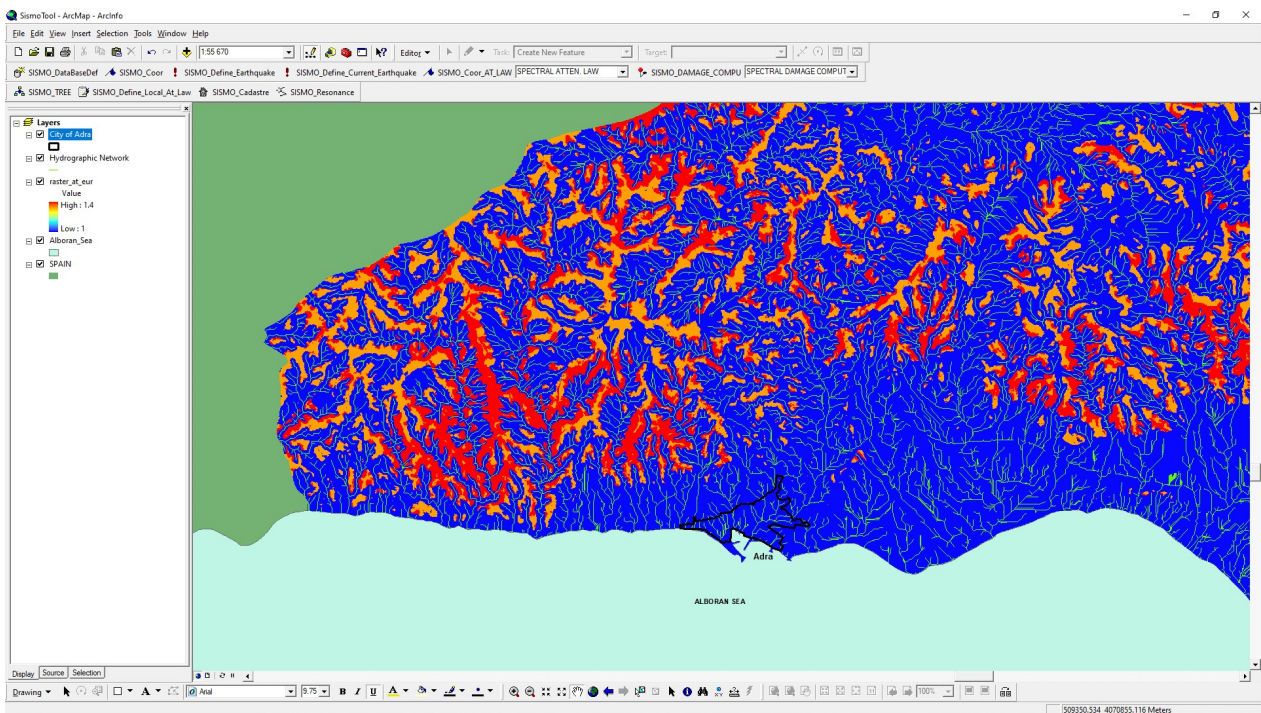 SismoTool - ArcMap - ArcInfo
File Edit View Insert Selection Tools Window Help
1:55 670 Editor Task: Create New Feature Target:
SISMO_DataBaseDef SISMO_Coor SISMO_Define_Earthquake SISMO_Define_Current_Earthquake SISMO_Coor_AT_LAW SPECTRAL ATTEN. LAW SISMO_DAMAGE_COMPU SPECTRAL DAMAGE COMPUT
SISMO_TREE SISMO_Define_Local_At_Law SISMO_Cadastre SISMO_Resonance
Layers
City of Adra
Hydrographic Network
raster_at_eur
Value
High : 1.4
Low : 1
Alboran_Sea
SPAIN
Adra
ALBORAN SEA
Display Source Selection
Drawing A Arial 9.75 B I U A 100%
509350.534 4070855.116 Meters